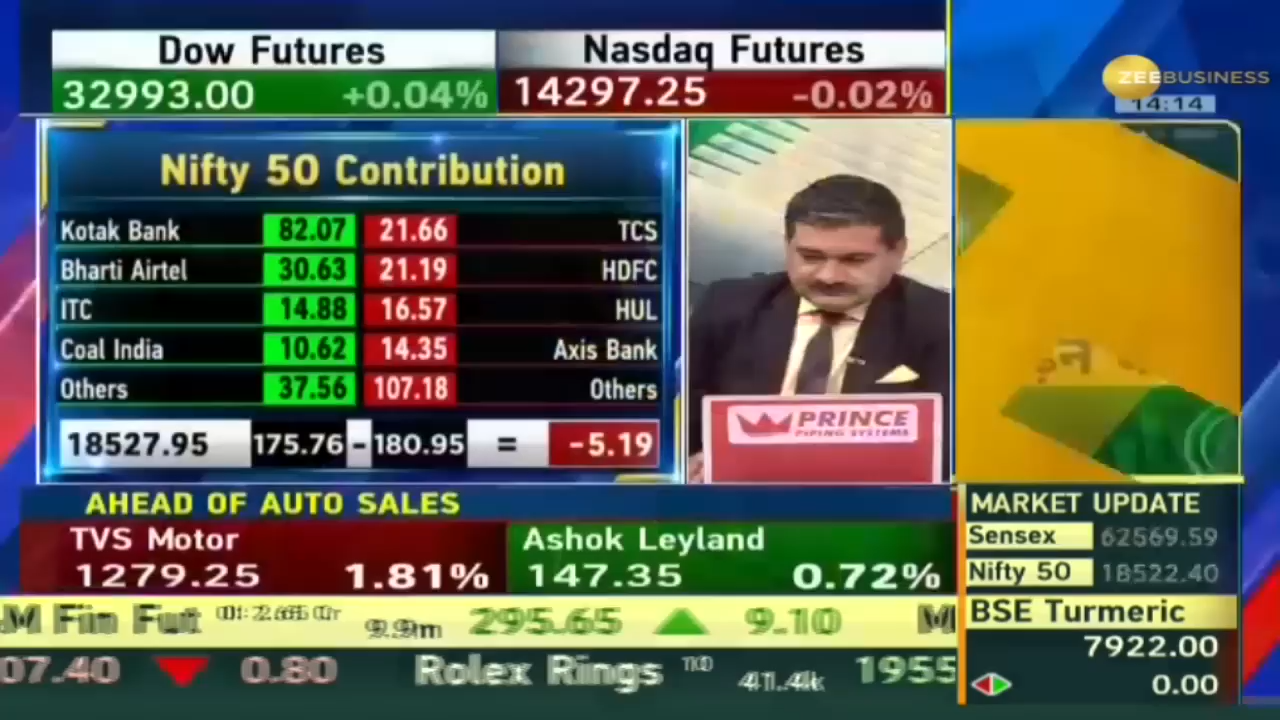 Dow Futures
32993.00 +0.04%
Nasdaq Futures
14297.25 -0.02%
ZEEBUSINESS
14:14
Nifty 50 Contribution
Kotak Bank 82.07 21.66 TCS
Bharti Airtel 30.63 21.19 HDFC
ITC 14.88 16.57 HUL
Coal India 10.62 14.35 Axis Bank
Others 37.56 107.18 Others
18527.95 175.76 - 180.95 = -5.19
PRINCE
PIPING SYSTEMS
AHEAD OF AUTO SALES
TVS Motor
1279.25 1.81%
Ashok Leyland
147.35 0.72%
MARKET UPDATE
Sensex 62569.59
Nifty 50 18522.40
BSE Turmeric
7922.00
0.00
M Fin Fut 295.65 ▲ 9.10 M
07.40 ▼ 0.80 Rolex Rings 41.4k 1955